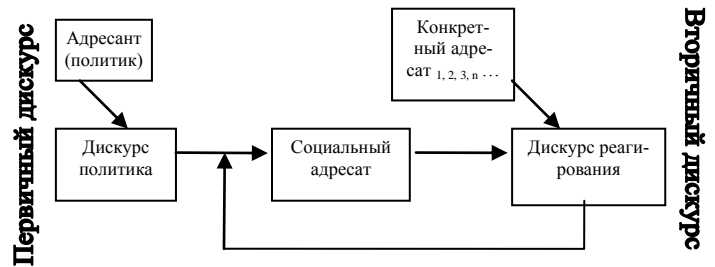 Первичный дискурс
Адресант
(политик)
Конкрет-
ный адре-
сат 1, 2, 3, n …
Вторичный дискурс
Дискурс
политика
Социальный
адресат
Дискурс реаги-
рования